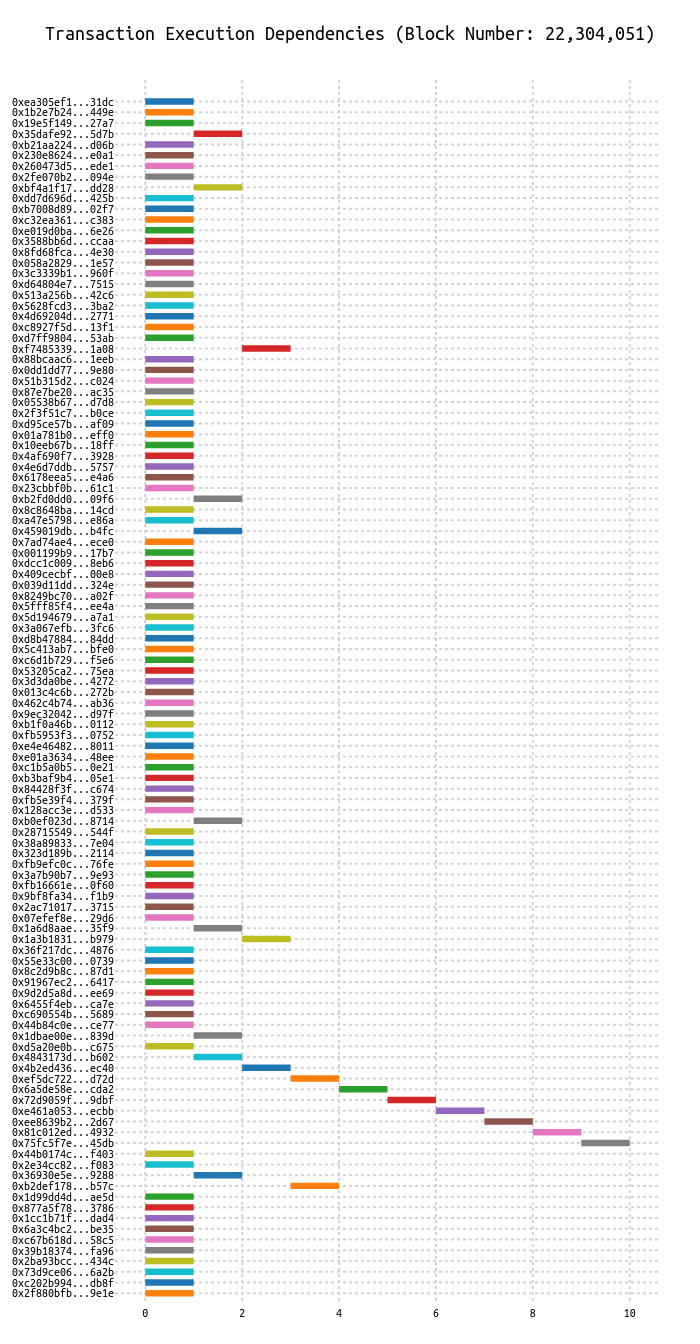 Transaction Execution Dependencies (Block Number: 22,304,051)
0xea305ef1...31dc
0x1b2e7b24...449e
0x19e5f149...27a7
0x35dafe92...5d7b
0xb21aa224...d06b
0x230e8624...e0a1
0x260473d5...ede1
0x2fe070b2...094e
0xbf4a1f17...dd28
0xdd7d696d...425b
0xb7008d89...02f7
0xc32ea361...c383
0xe019d0ba...6e26
0x3588bb6d...ccaa
0x8fd68fca...4e30
0x058a2829...1e57
0x3c3339b1...960f
0xd64804e7...7515
0x513a256b...42c6
0x5628fcd3...3ba2
0x4d69204d...2771
0xc8927f5d...13f1
0xd7ff9804...53ab
0xf7485339...1a08
0x88bcaac6...1eeb
0x0dd1dd77...9e80
0x51b315d2...c024
0x87e7be20...ac35
0x05538b67...d7d8
0x2f3f51c7...b0ce
0xd95ce57b...af09
0x01a781b0...eff0
0x10eeb67b...18ff
0x4af690f7...3928
0x4e6d7ddb...5757
0x6178eea5...e4a6
0x23cbbf0b...61c1
0xb2fd0dd0...09f6
0x8c8648ba...14cd
0xa47e5798...e86a
0x459019db...b4fc
0x7ad74ae4...ece0
0x001199b9...17b7
0xdcc1c009...8eb6
0x409cecbf...00e8
0x039d11dd...324e
0x8249bc70...a02f
0x5fff85f4...ee4a
0x5d194679...a7a1
0x3a067efb...3fc6
0xd8b47884...84dd
0x5c413ab7...bfe0
0xc6d1b729...f5e6
0x53205ca2...75ea
0x3d3da0be...4272
0x013c4c6b...272b
0x462c4b74...ab36
0x9ec32042...d97f
0xb1f0a46b...0112
0xfb5953f3...0752
0xe4e46482...8011
0xe01a3634...48ee
0xc1b5a0b5...0e21
0xb3baf9b4...05e1
0x84428f3f...c674
0xfb5e39f4...379f
0x128acc3e...d533
0xb0ef023d...8714
0x28715549...544f
0x38a89833...7e04
0x323d189b...2114
0xfb9efc0c...76fe
0x3a7b90b7...9e93
0xfb16661e...0f60
0x9bf8fa34...f1b9
0x2ac71017...3715
0x07efef8e...29d6
0x1a6d8aae...35f9
0x1a3b1831...b979
0x36f217dc...4876
0x55e33c00...0739
0x8c2d9b8c...87d1
0x91967ec2...6417
0x9d2d5a8d...ee69
0x6455f4eb...ca7e
0xc690554b...5689
0x44b84c0e...ce77
0x1dbae00e...839d
0xd5a20e0b...c675
0x4843173d...b602
0x4b2ed436...ec40
0xef5dc722...d72d
0x6a5de58e...cda2
0x72d9059f...9dbf
0xe461a053...ecbb
0xee8639b2...2d67
0x81c012ed...4932
0x75fc5f7e...45db
0x44b0174c...f403
0x2e34cc82...f083
0x36930e5e...9288
0xb2def178...b57c
0x1d99dd4d...ae5d
0x877a5f78...3786
0x1cc1b71f...dad4
0x6a3c4bc2...be35
0xc67b618d...58c5
0x39b18374...fa96
0x2ba93bcc...434c
0x73d9ce06...6a2b
0xc202b994...db8f
0x2f880bfb...9e1e
0 2 4 6 8 10